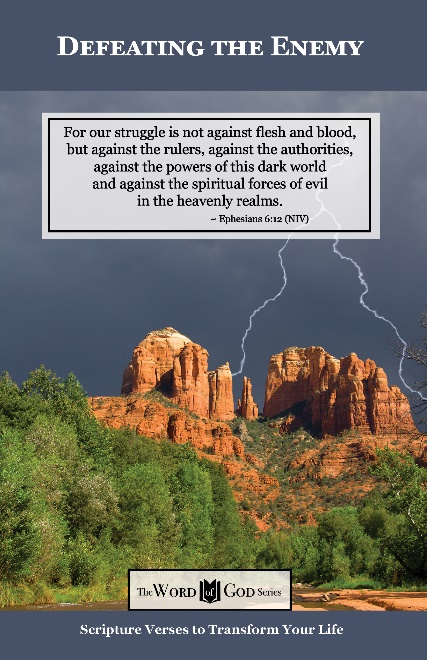 DEFEATING THE ENEMY
For our struggle is not against flesh and blood,
but against the rulers, against the authorities,
against the powers of this dark world
and against the spiritual forces of evil
in the heavenly realms.
~ Ephesians 6:12 (NIV)
The WORD of GOD Series
Scripture Verses to Transform Your Life